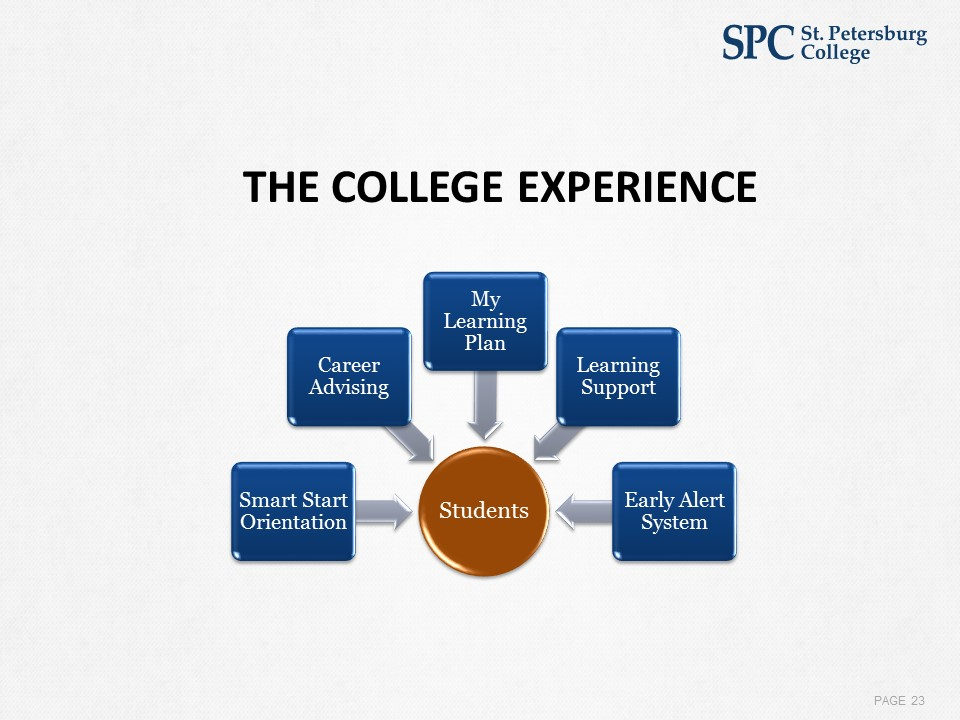 SPC St. Petersburg
College
THE COLLEGE EXPERIENCE
My
Learning
Plan
Career
Advising
Learning
Support
Smart Start
Orientation
Students
Early Alert
System
PAGE 23